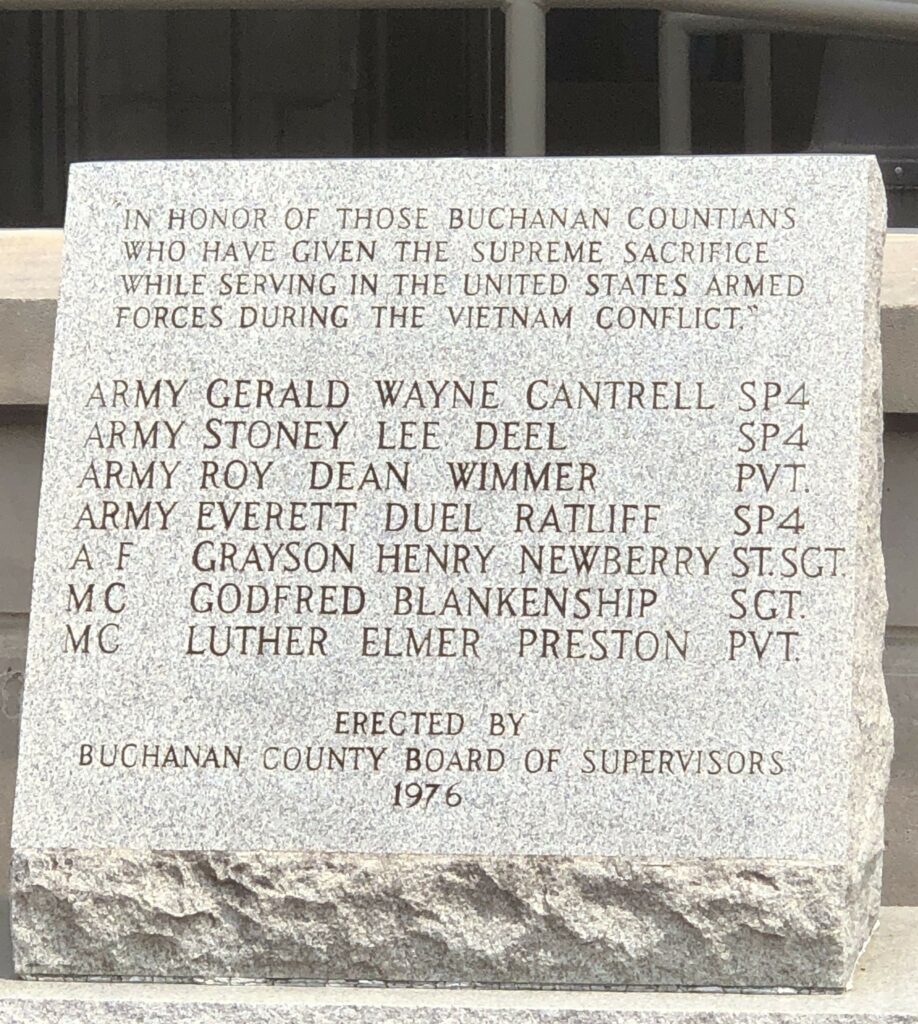 IN HONOR OF THOSE BUCHANAN COUNTIANS
WHO HAVE GIVEN THE SUPREME SACRIFICE
WHILE SERVING IN THE UNITED STATES ARMED
FORCES DURING THE VIETNAM CONFLICT."
ARMY GERALD WAYNE CANTRELL SP4
ARMY STONEY LEE DEEL SP4
ARMY ROY DEAN WIMMER PVT.
ARMY EVERETT DUEL RATLIFF SP4
A F GRAYSON HENRY NEWBERRY ST.SGT.
MC GODFRED BLANKENSHIP SGT.
MC LUTHER ELMER PRESTON PVT.
ERECTED BY
BUCHANAN COUNTY BOARD OF SUPERVISORS
1976